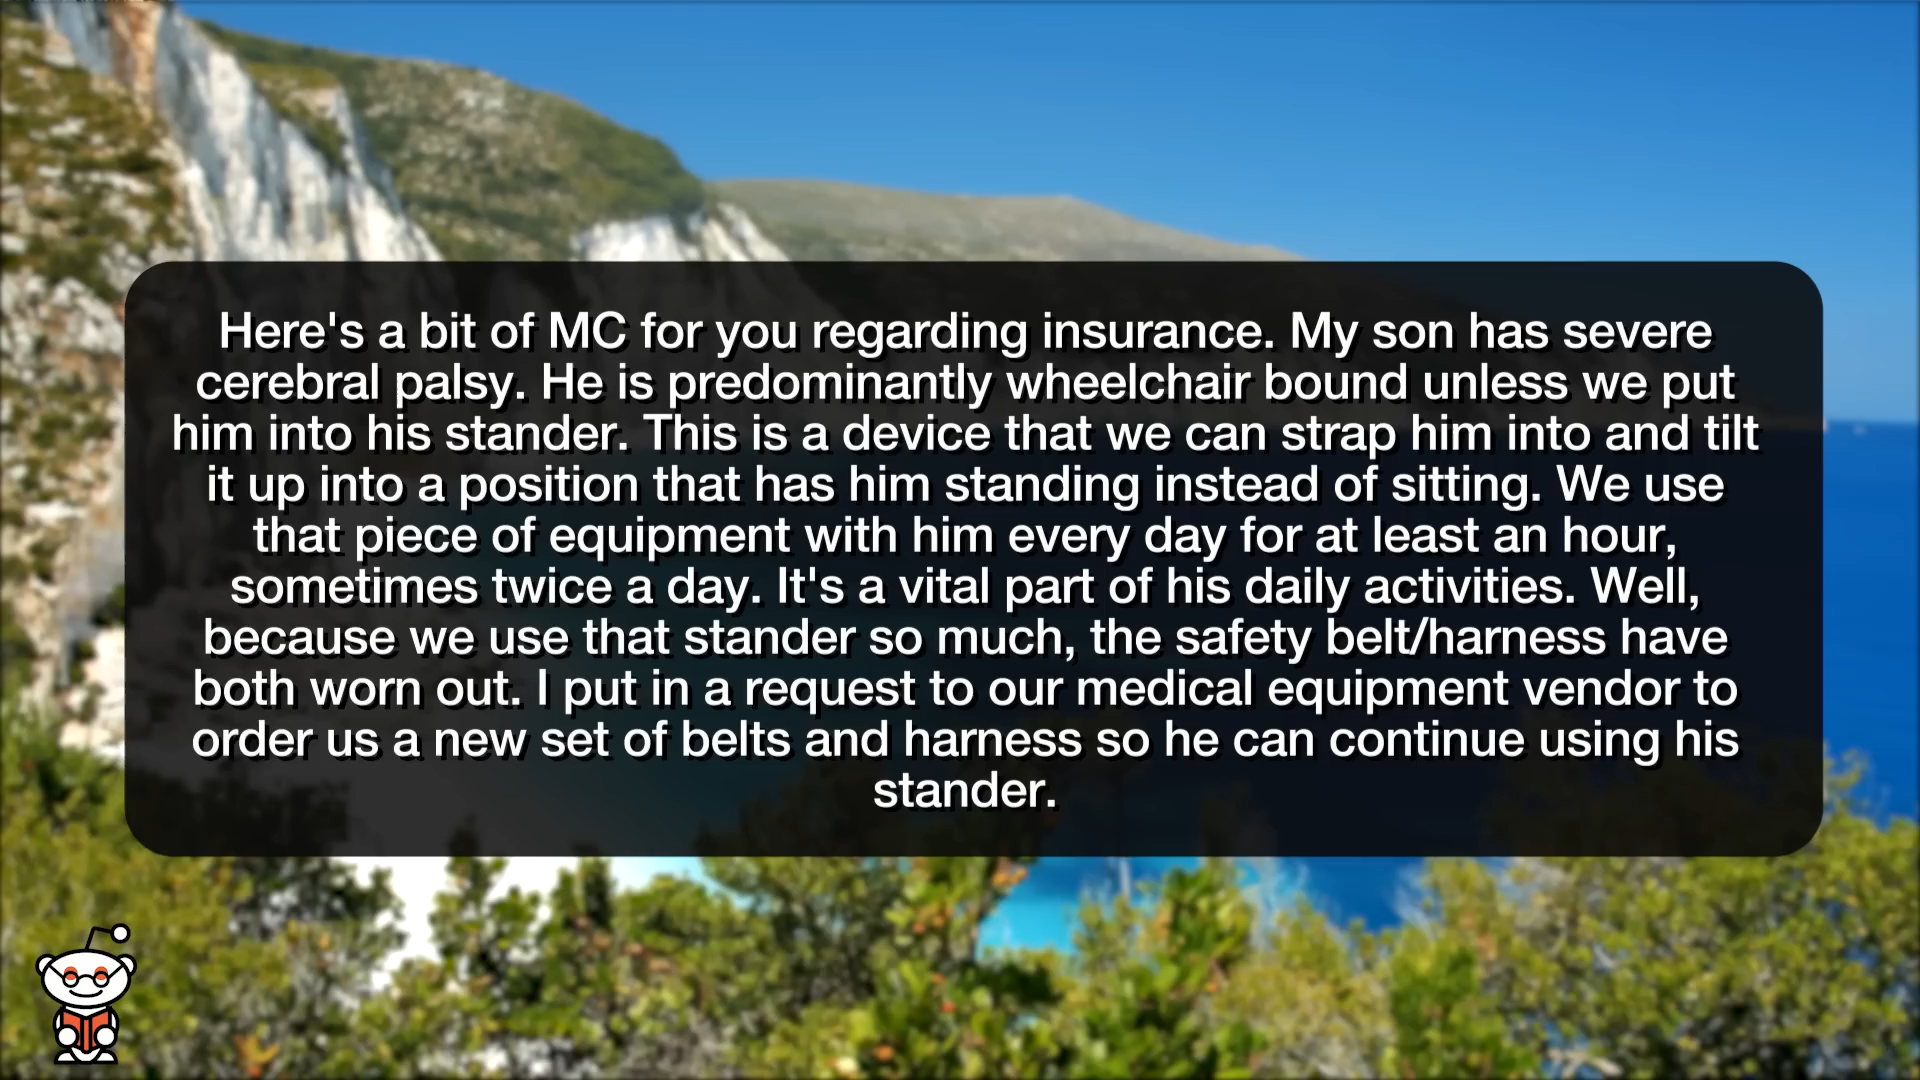 Here's a bit of MC for you regarding insurance. My son has severe
cerebral palsy. He is predominantly wheelchair bound unless we put
him into his stander. This is a device that we can strap him into and tilt
it up into a position that has him standing instead of sitting. We use
that piece of equipment with him every day for at least an hour,
sometimes twice a day. It's a vital part of his daily activities. Well,
because we use that stander so much, the safety belt/harness have
both worn out. I put in a request to our medical equipment vendor to
order us a new set of belts and harness so he can continue using his
stander.